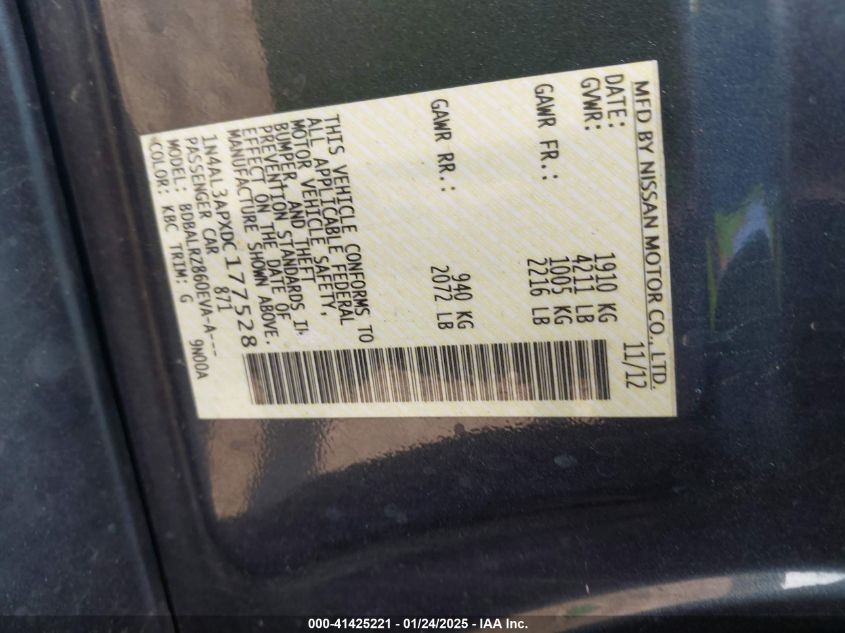 MFD BY NISSAN MOTOR CO., LTD.
DATE: 11/12
GVWR: 1910 KG
4211 LB
GAWR FR.: 1005 KG
2216 LB
GAWR RR.: 940 KG
2072 LB
THIS VEHICLE CONFORMS TO
ALL APPLICABLE FEDERAL
MOTOR VEHICLE SAFETY,
BUMPER, AND THEFT
PREVENTION STANDARDS IN
EFFECT ON THE DATE OF
MANUFACTURE SHOWN ABOVE.
1N4AL3APXDC177528
PASSENGER CAR 871
MODEL: BDBALRZ860EVA-A---
COLOR: KBC TRIM: G 9N00A
000-41425221 - 01/24/2025 - IAA Inc.